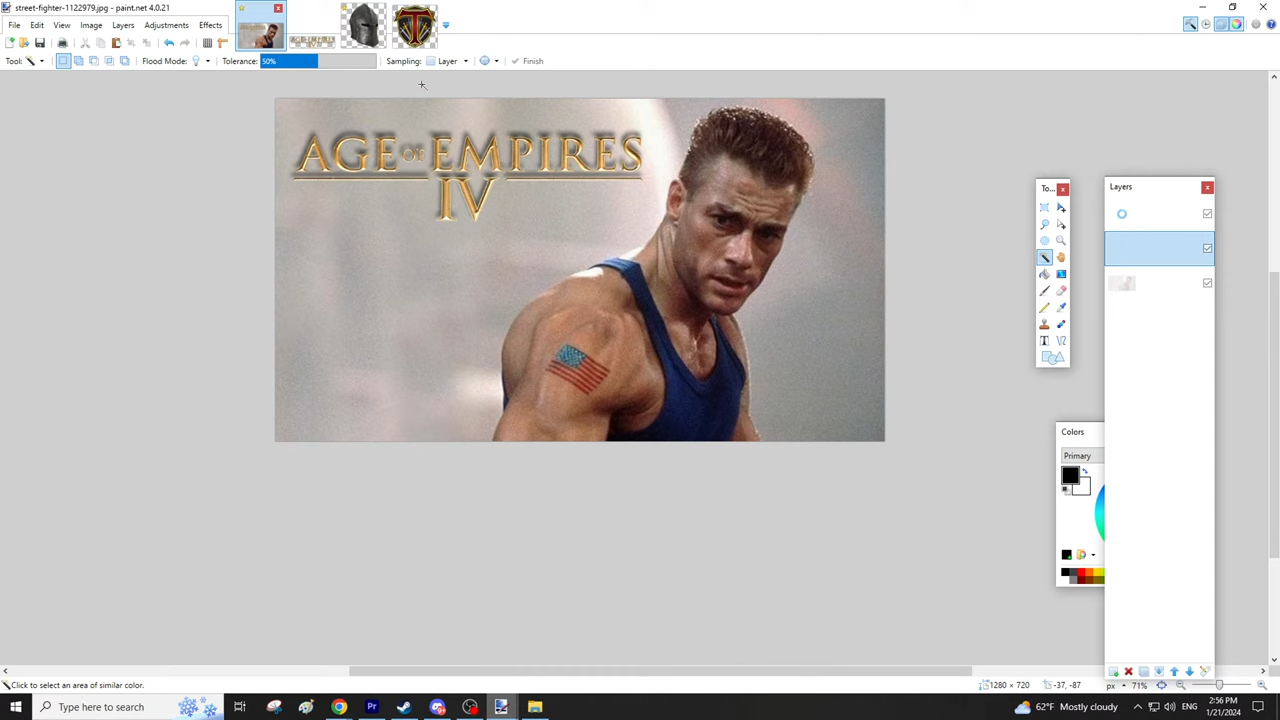 street-fighter-1122979.jpg - paint.net 4.0.21
File Edit View Image Layers Adjustments Effects
Tool: Flood Mode: Tolerance: 50% Sampling: Layer Finish
AGE OF EMPIRES
IV
To...
Layers
Colors
Primary
Click to select an area of similar color.
1280 × 720
-37, -87
px
71%
Type here to search
62°F Mostly cloudy
ENG
2:56 PM
1/21/2024